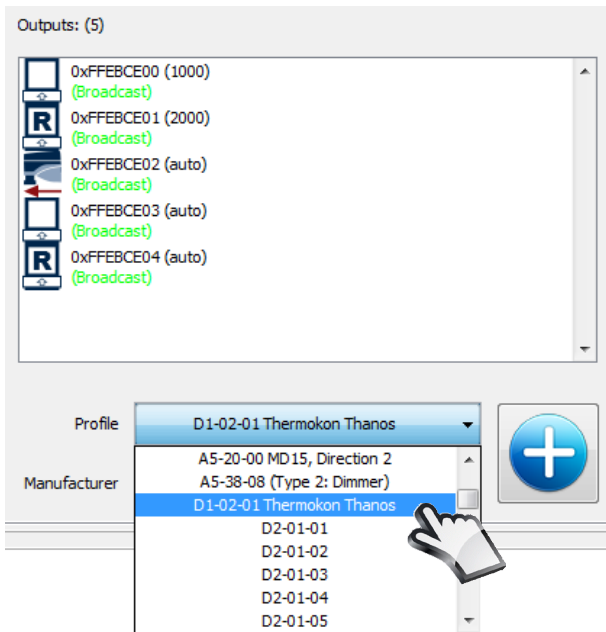 Outputs: (5)
0xFFEBCE00 (1000)
(Broadcast)
R
0xFFEBCE01 (2000)
(Broadcast)
0xFFEBCE02 (auto)
(Broadcast)
0xFFEBCE03 (auto)
(Broadcast)
R
0xFFEBCE04 (auto)
(Broadcast)
Profile
D1-02-01 Thermokon Thanos
A5-20-00 MD15, Direction 2
Manufacturer
A5-38-08 (Type 2: Dimmer)
D1-02-01 Thermokon Thanos
D2-01-01
D2-01-02
D2-01-03
D2-01-04
D2-01-05